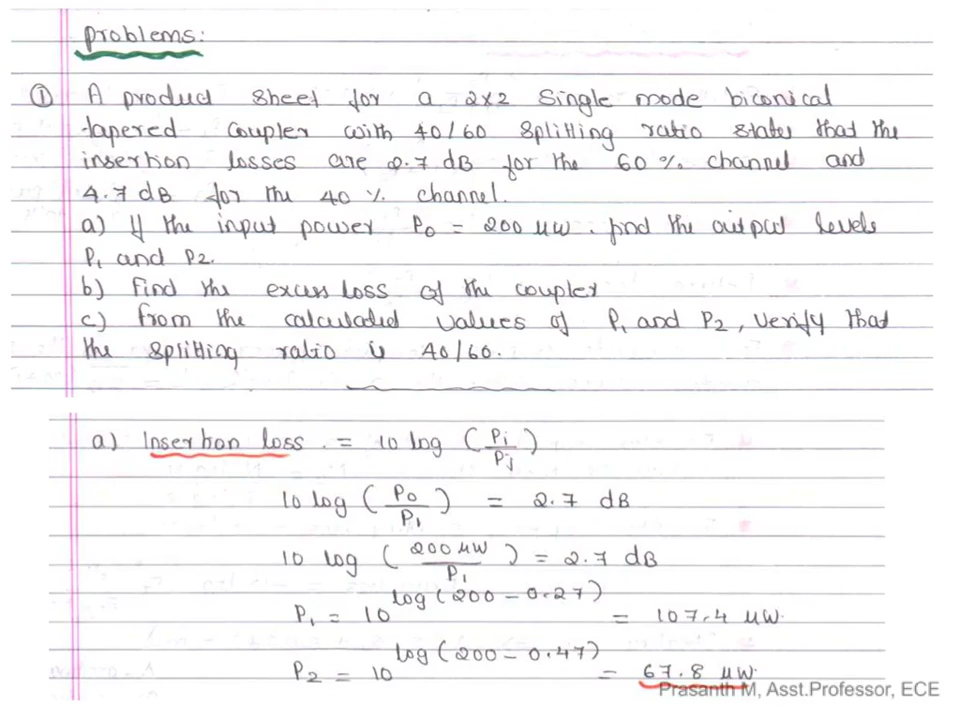 problems:
① A product sheet for a 2x2 single mode biconical
tapered coupler with 40/60 splitting ratio states that the
insertion losses are 2.7 dB for the 60 % channel and
4.7 dB for the 40 % channel.
a) If the input power P₀ = 200 μW. find the output levels
P₁ and P₂.
b) Find the excess loss of the coupler
c) From the calculated values of P₁ and P₂, verify that
the splitting ratio is 40/60.
a) Insertion loss. = 10 log (Pi/Pj)
10 log (P₀/P₁) = 2.7 dB
10 log (200 μW/P₁) = 2.7 dB
P₁ = 10^log(200 - 0.27) = 107.4 μW.
P₂ = 10^log(200 - 0.47) = 67.8 μW.
Prasanth M, Asst.Professor, ECE